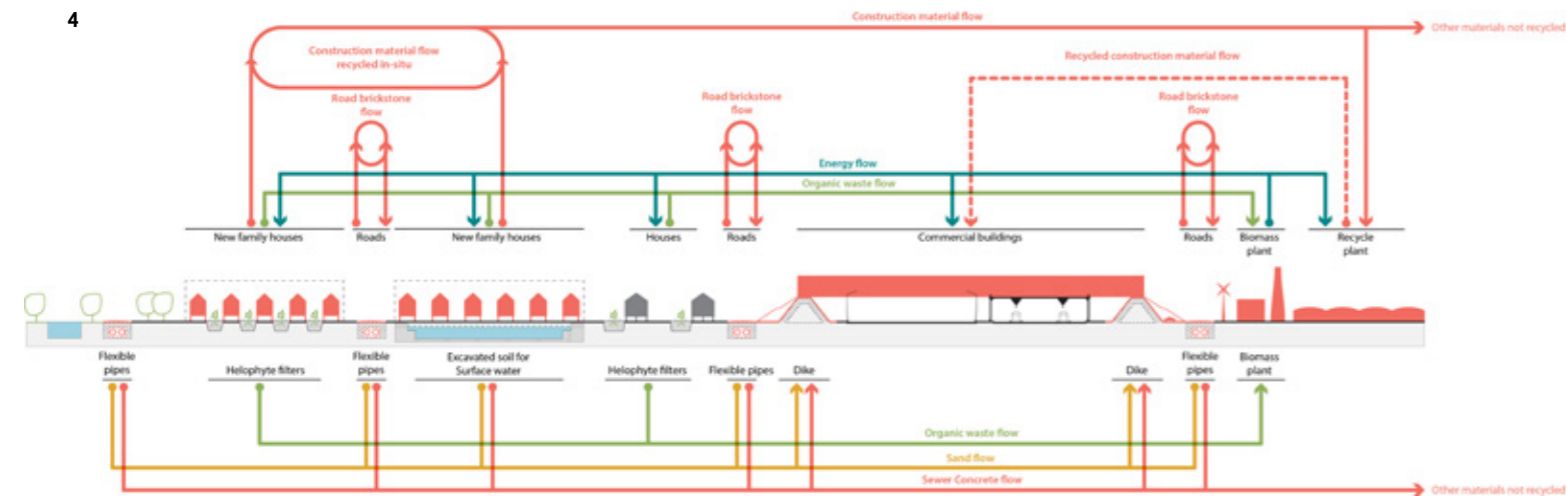 4
Construction material flow
Other materials not recycled
Construction material flow
recycled in-situ
Recycled construction material flow
Road brickstone
flow
Road brickstone
flow
Road brickstone
flow
Energy flow
Organic waste flow
New family houses
Roads
New family houses
Houses
Roads
Commercial buildings
Roads
Biomass
plant
Recycle
plant
Flexible
pipes
Helophyte filters
Flexible
pipes
Excavated soil for
Surface water
Helophyte filters
Flexible pipes
Dike
Dike
Flexible
pipes
Biomass
plant
Organic waste flow
Sand flow
Sewer Concrete flow
Other materials not recycled